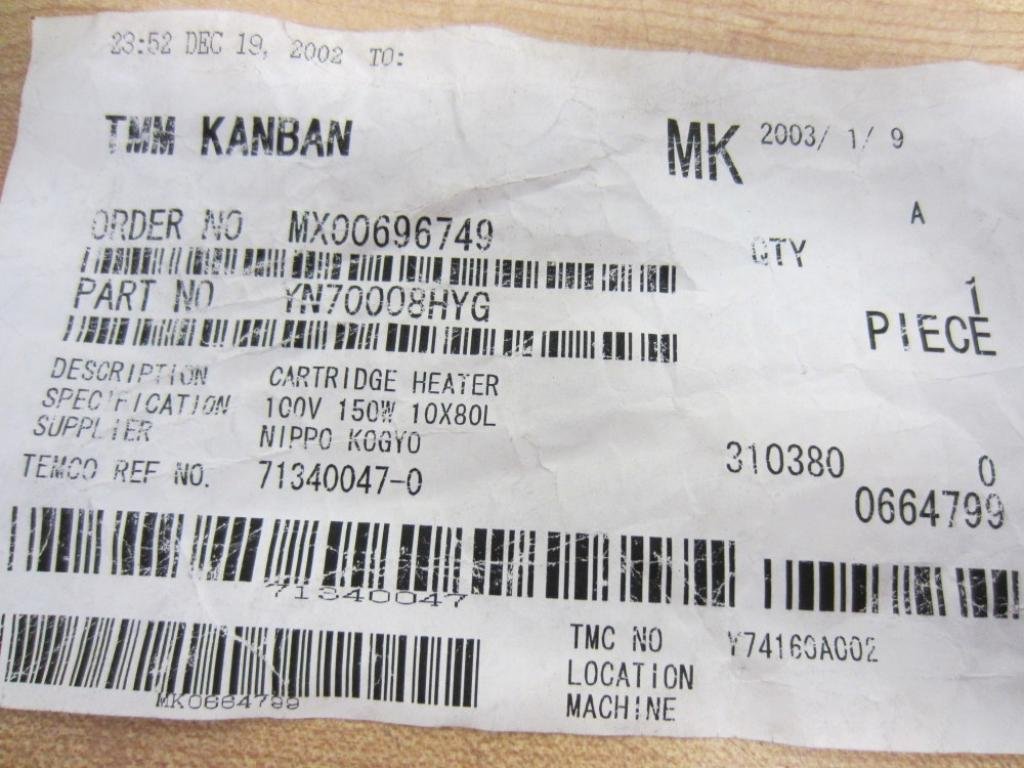 23:52 DEC 19, 2002 TO:
TMM KANBAN
MK 2003/ 1/ 9
A
ORDER NO MX00696749
QTY
1
PART NO YN70008HYG
PIECE
DESCRIPTION CARTRIDGE HEATER
SPECIFICATION 100V 150W 10X80L
SUPPLIER NIPPO KOGYO
TEMCO REF NO. 71340047-0
310380 0
0664799
71340047
TMC NO Y74160A002
LOCATION
MACHINE
MK0664799